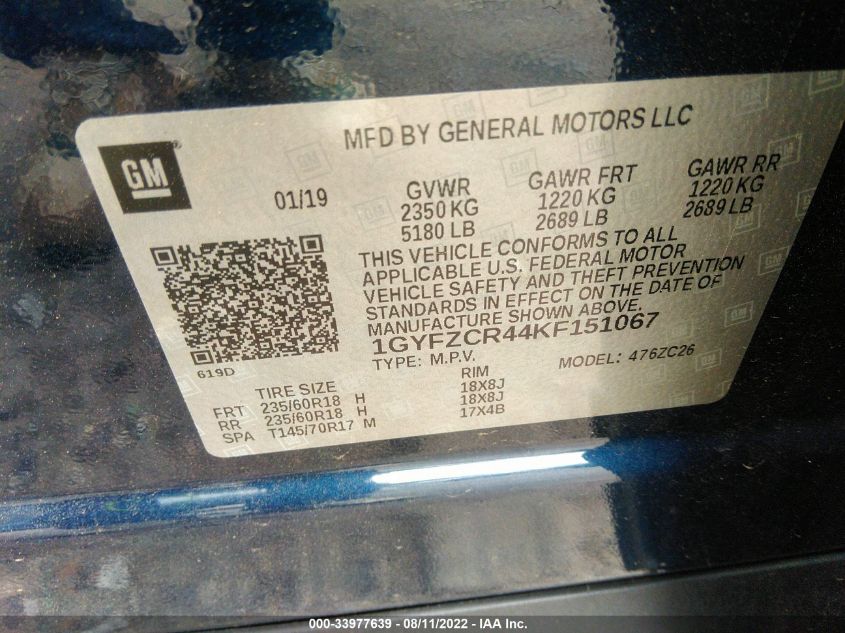 GM
MFD BY GENERAL MOTORS LLC
01/19
GVWR
2350 KG
5180 LB
GAWR FRT
1220 KG
2689 LB
GAWR RR
1220 KG
2689 LB
THIS VEHICLE CONFORMS TO ALL
APPLICABLE U.S. FEDERAL MOTOR
VEHICLE SAFETY AND THEFT PREVENTION
STANDARDS IN EFFECT ON THE DATE OF
MANUFACTURE SHOWN ABOVE.
1GYFZCR44KF151067
TYPE: M.P.V. MODEL: 476ZC26
619D
TIRE SIZE RIM
FRT 235/60R18 H 18X8J
RR 235/60R18 H 18X8J
SPA T145/70R17 M 17X4B
000-33977639 - 08/11/2022 - IAA Inc.